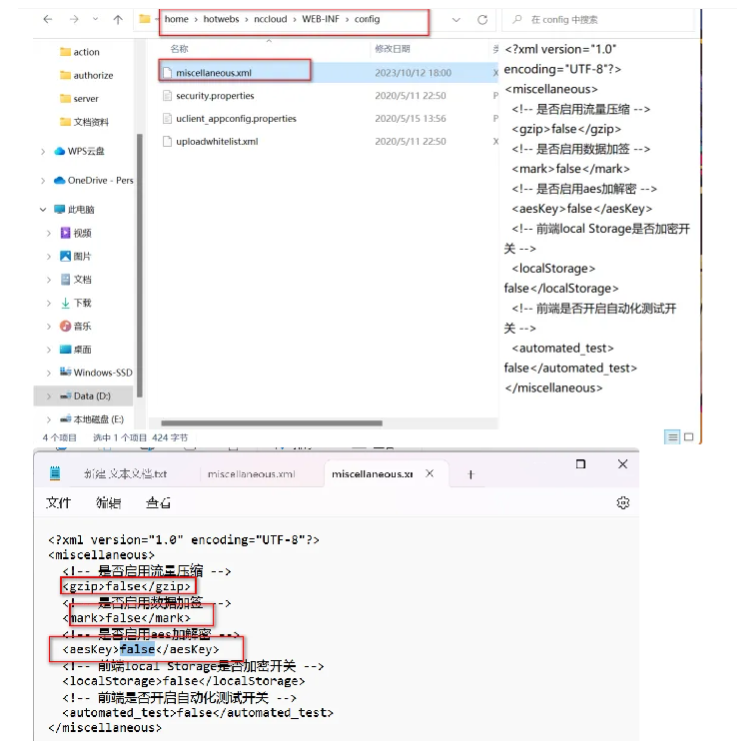 home > hotwebs > nccloud > WEB-INF > config
在 config 中搜索
action
authorize
server
文档资料
WPS云盘
OneDrive - Pers
此电脑
视频
图片
文档
下载
音乐
桌面
Windows-SSD
Data (D:)
本地磁盘 (E:)
名称 修改日期
miscellaneous.xml 2023/10/12 18:00 X
security.properties 2020/5/11 22:50 P
uclient_appconfig.properties 2020/5/15 13:56 P
uploadwhitelist.xml 2020/5/11 22:50 X
<?xml version="1.0"
encoding="UTF-8"?>
<miscellaneous>
<!-- 是否启用流量压缩 -->
<gzip>false</gzip>
<!-- 是否启用数据加签 -->
<mark>false</mark>
<!-- 是否启用aes加解密 -->
<aesKey>false</aesKey>
<!-- 前端local Storage是否加密开
关 -->
<localStorage>
false</localStorage>
<!-- 前端是否开启自动化测试开
关 -->
<automated_test>
false</automated_test>
</miscellaneous>
4 个项目 选中 1 个项目 424 字节
新建 文本文档.txt miscellaneous.xml miscellaneous.xi
文件 编辑 查看
<?xml version="1.0" encoding="UTF-8"?>
<miscellaneous>
<!-- 是否启用流量压缩 -->
<gzip>false</gzip>
<!-- 是否启用数据加签 -->
<mark>false</mark>
<!-- 是否启用aes加解密 -->
<aesKey>false</aesKey>
<!-- 前端local Storage是否加密开关 -->
<localStorage>false</localStorage>
<!-- 前端是否开启自动化测试开关 -->
<automated_test>false</automated_test>
</miscellaneous>